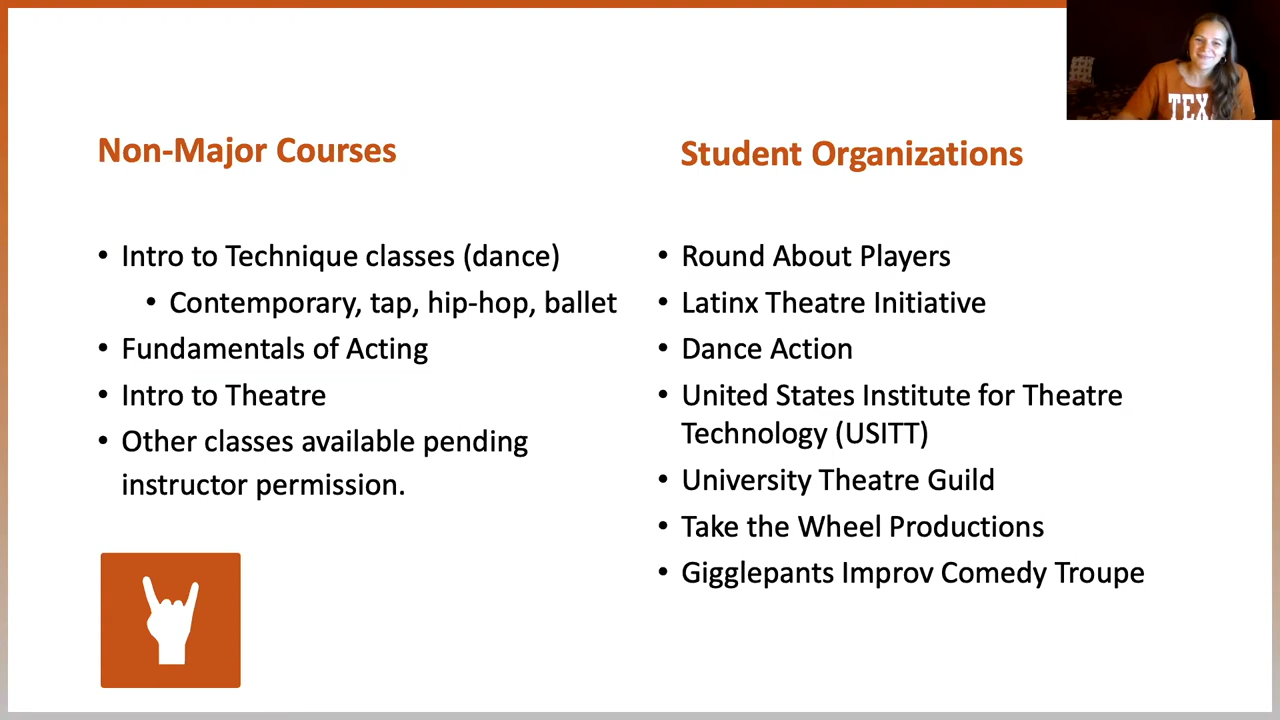 Non-Major Courses
• Intro to Technique classes (dance)
• Contemporary, tap, hip-hop, ballet
• Fundamentals of Acting
• Intro to Theatre
• Other classes available pending
instructor permission.
Student Organizations
• Round About Players
• Latinx Theatre Initiative
• Dance Action
• United States Institute for Theatre
Technology (USITT)
• University Theatre Guild
• Take the Wheel Productions
• Gigglepants Improv Comedy Troupe
TEX